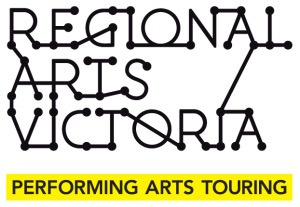 REGIONAL
ARTS
VICTORIA
PERFORMING ARTS TOURING